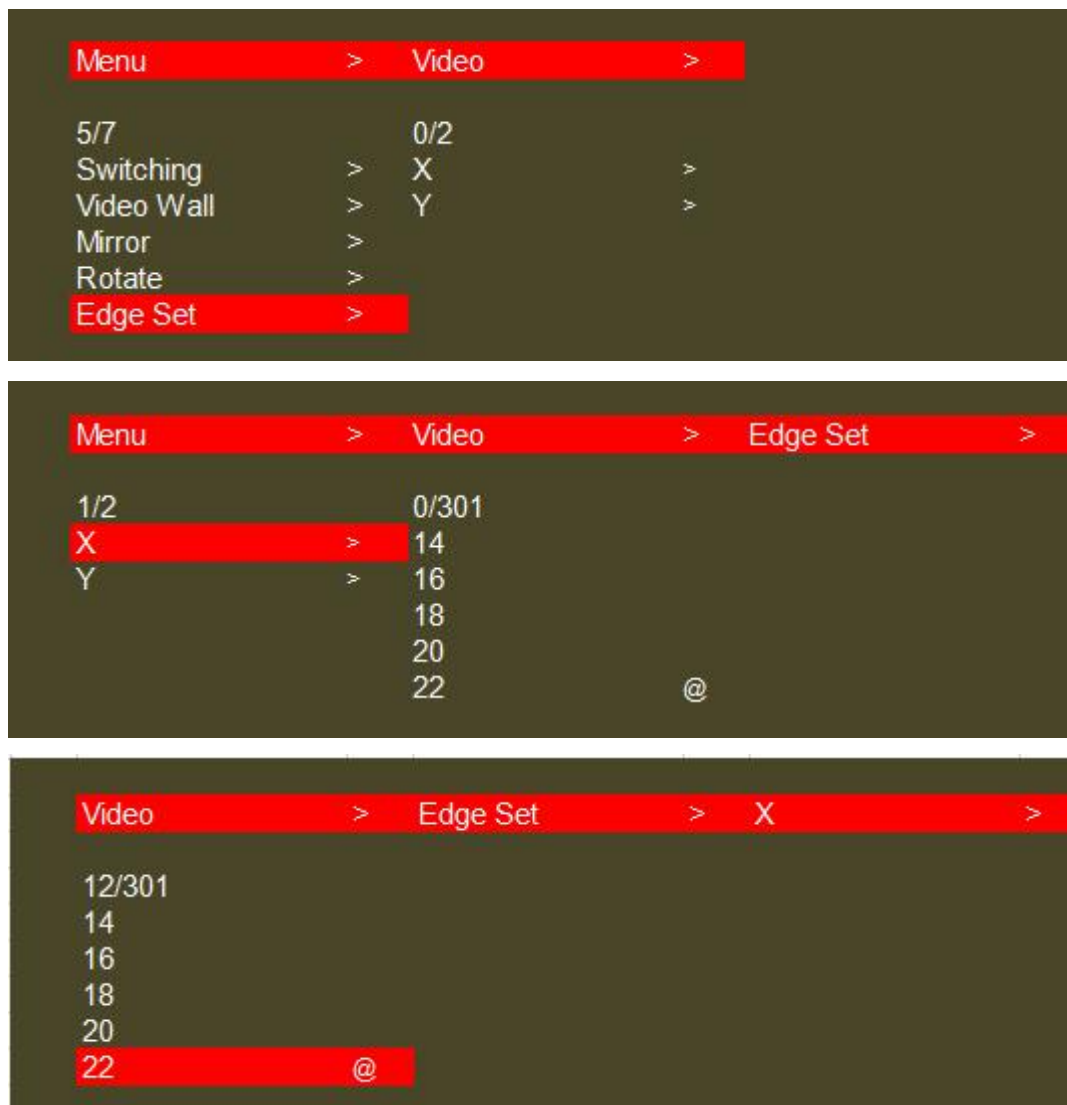 Menu > Video >
5/7 0/2
Switching > X >
Video Wall > Y >
Mirror >
Rotate >
Edge Set >
Menu > Video > Edge Set >
1/2 0/301
X > 14
Y > 16
18
20
22 @
Video > Edge Set > X >
12/301
14
16
18
20
22 @